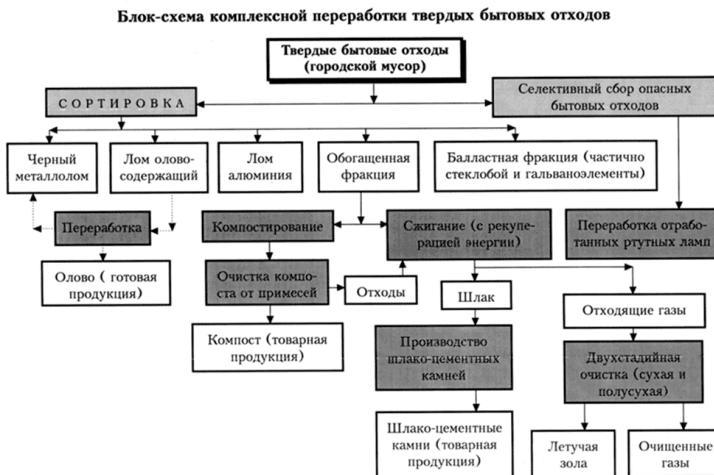 Блок-схема комплексной переработки твердых бытовых отходов
Твердые бытовые отходы
(городской мусор)
СОРТИРОВКА
Селективный сбор опасных
бытовых отходов
Черный
металлолом
Лом олово-
содержащий
Лом
алюминия
Обогащенная
фракция
Балластная фракция (частично
стеклобой и гальваноэлементы)
Переработка
Компостирование
Сжигание (с рекупе-
рацией энергии)
Переработка отрабо-
танных ртутных ламп
Олово ( готовая
продукция)
Очистка компо-
ста от примесей
Отходы
Шлак
Отходящие газы
Компост (товарная
продукция)
Производство
шлако-цементных
камней
Двухстадийная
очистка (сухая и
полусухая)
Шлако-цементные
камни (товарная
продукция)
Летучая
зола
Очищенные
газы